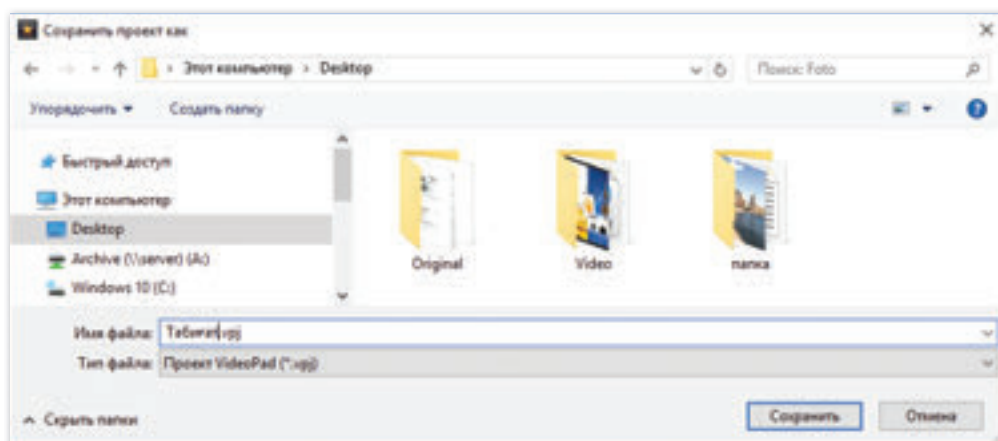 Сохранить проект как
Этот компьютер › Desktop
Поиск: Foto
Упорядочить
Создать папку
Быстрый доступ
Этот компьютер
Desktop
Archive (\\server) (A:)
Windows 10 (C:)
Original
Video
папка
Имя файла: Табиғат.vpj
Тип файла: Проект VideoPad (*.vpj)
Скрыть папки
Сохранить
Отмена